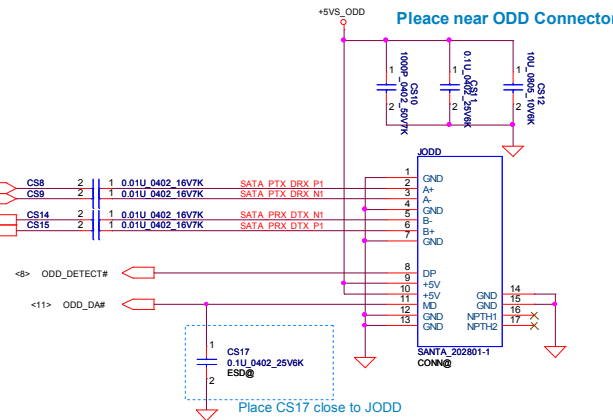 +5VS_ODD
Pleace near ODD Connector
1
2
CS10
1000P_0402_50V7K
1
2
CS11
0.1U_0402_25V6K
1
2
CS12
10U_0805_10V6K
JODD
CS8 2 1 0.01U_0402_16V7K SATA_PTX_DRX_P1
CS9 2 1 0.01U_0402_16V7K SATA_PTX_DRX_N1
CS14 2 1 0.01U_0402_16V7K SATA_PRX_DTX_N1
CS15 2 1 0.01U_0402_16V7K SATA_PRX_DTX_P1
1 GND
2 A+
3 A-
4 GND
5 B-
6 B+
7 GND
<8> ODD_DETECT#
8 DP
9 +5V
10 +5V
<11> ODD_DA#
11 MD
12 GND
13 GND
GND 14
GND 15
NPTH1 16
NPTH2 17
SANTA_202801-1
CONN@
1
2
CS17
0.1U_0402_25V6K
ESD@
Place CS17 close to JODD